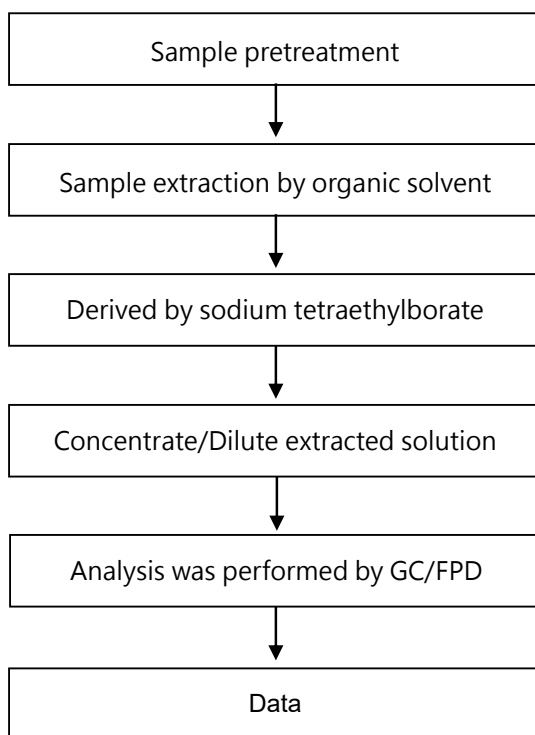 Sample pretreatment
Sample extraction by organic solvent
Derived by sodium tetraethylborate
Concentrate/Dilute extracted solution
Analysis was performed by GC/FPD
Data